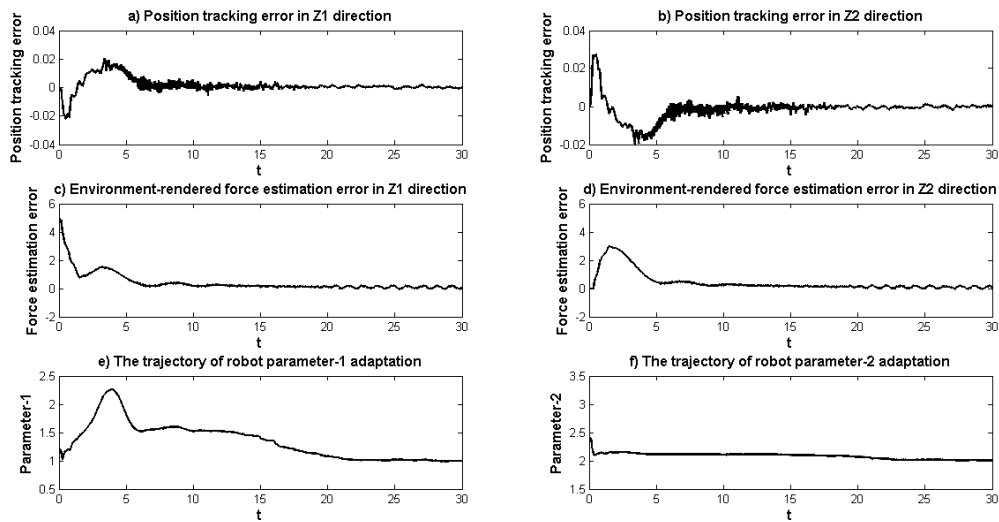 a) Position tracking error in Z1 direction
Position tracking error
0.04
0.02
0
-0.02
-0.04
0 5 10 15 20 25 30
t
b) Position tracking error in Z2 direction
Position tracking error
0.04
0.02
0
0.02
0 5 10 15 20 25 30
t
c) Environment-rendered force estimation error in Z1 direction
Force estimation error
6
4
2
0
-2
0 5 10 15 20 25 30
t
d) Environment-rendered force estimation error in Z2 direction
Force estimation error
6
4
2
0
-2
0 5 10 15 20 25 30
t
e) The trajectory of robot parameter-1 adaptation
Parameter-1
2.5
2
1.5
1
0.5
0 5 10 15 20 25 30
t
f) The trajectory of robot parameter-2 adaptation
Parameter-2
3.5
3
2.5
2
1.5
0 5 10 15 20 25 30
t